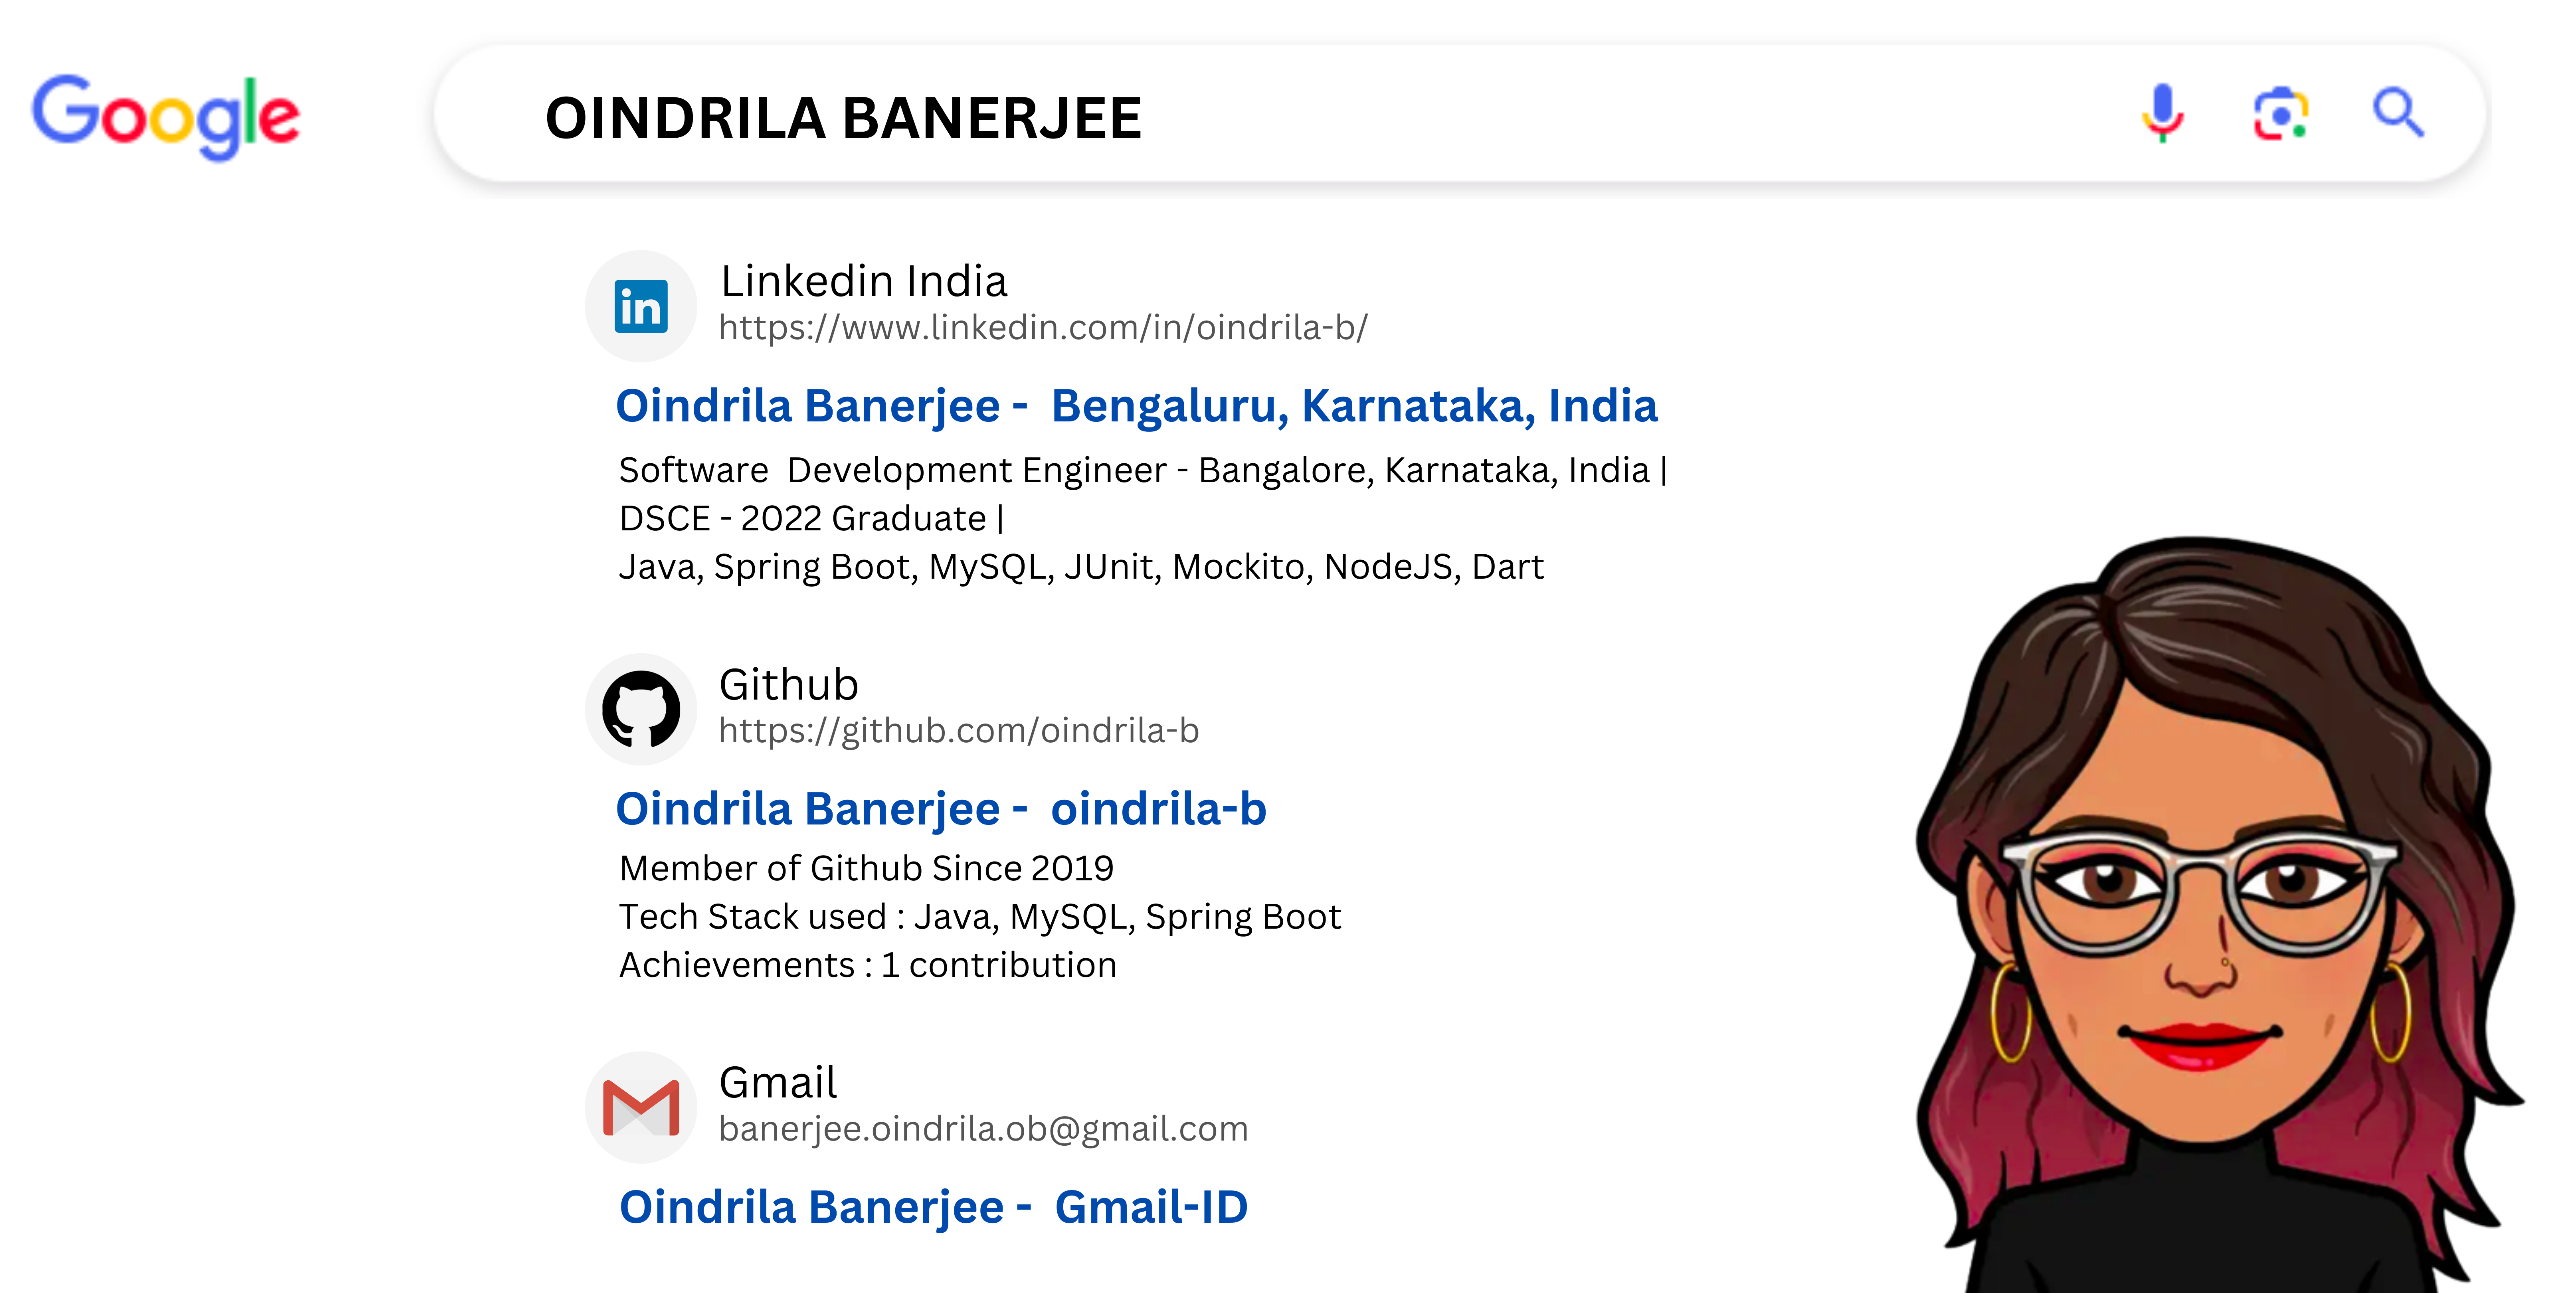 Google
OINDRILA BANERJEE
in
Linkedin India
https://www.linkedin.com/in/oindrila-b/
Oindrila Banerjee - Bengaluru, Karnataka, India
Software Development Engineer - Bangalore, Karnataka, India |
DSCE - 2022 Graduate |
Java, Spring Boot, MySQL, JUnit, Mockito, NodeJS, Dart
Github
https://github.com/oindrila-b
Oindrila Banerjee - oindrila-b
Member of Github Since 2019
Tech Stack used : Java, MySQL, Spring Boot
Achievements : 1 contribution
Gmail
banerjee.oindrila.ob@gmail.com
Oindrila Banerjee - Gmail-ID